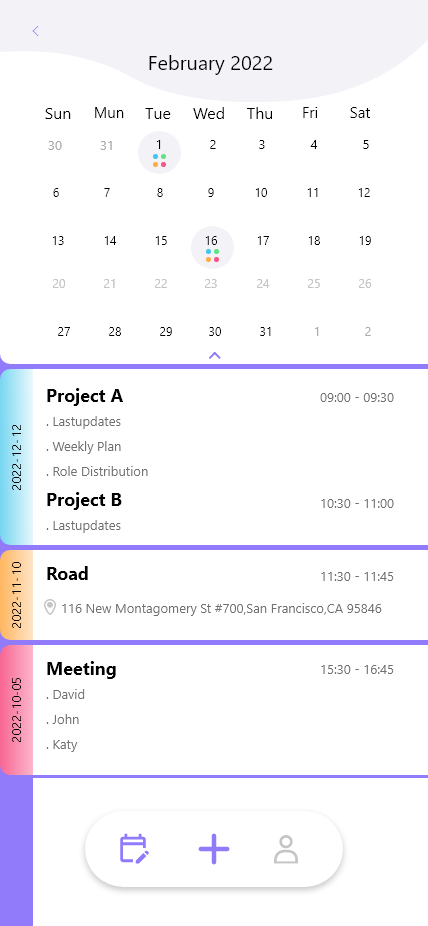 February 2022
Sun Mun Tue Wed Thu Fri Sat
30 31 1 2 3 4 5
6 7 8 9 10 11 12
13 14 15 16 17 18 19
20 21 22 23 24 25 26
27 28 29 30 31 1 2
2022-12-12
Project A 09:00 - 09:30
. Lastupdates
. Weekly Plan
. Role Distribution
Project B 10:30 - 11:00
. Lastupdates
2022-11-10
Road 11:30 - 11:45
116 New Montagomery St #700,San Francisco,CA 95846
2022-10-05
Meeting 15:30 - 16:45
. David
. John
. Katy